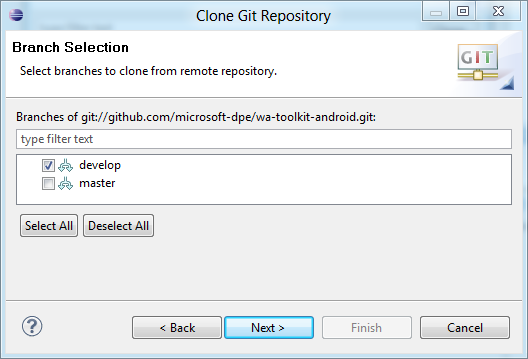 Clone Git Repository
Branch Selection
Select branches to clone from remote repository.
GIT
Branches of git://github.com/microsoft-dpe/wa-toolkit-android.git:
type filter text
develop
master
Select All Deselect All
? < Back Next > Finish Cancel